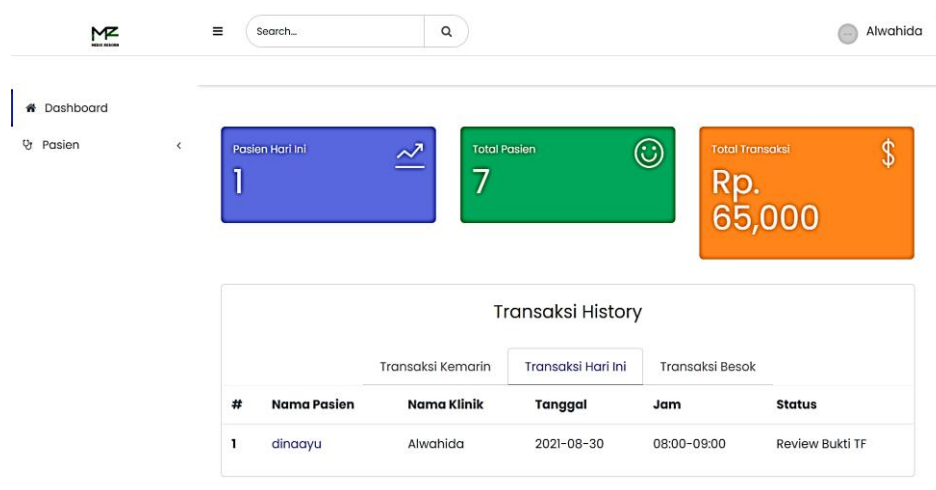 MZ
Search...
Alwahida
Dashboard
Pasien
Pasien Hari Ini
1
Total Pasien
7
Total Transaksi
$
Rp.
65,000
Transaksi History
Transaksi Kemarin Transaksi Hari Ini Transaksi Besok
# Nama Pasien Nama Klinik Tanggal Jam Status
1 dinaayu Alwahida 2021-08-30 08:00-09:00 Review Bukti TF